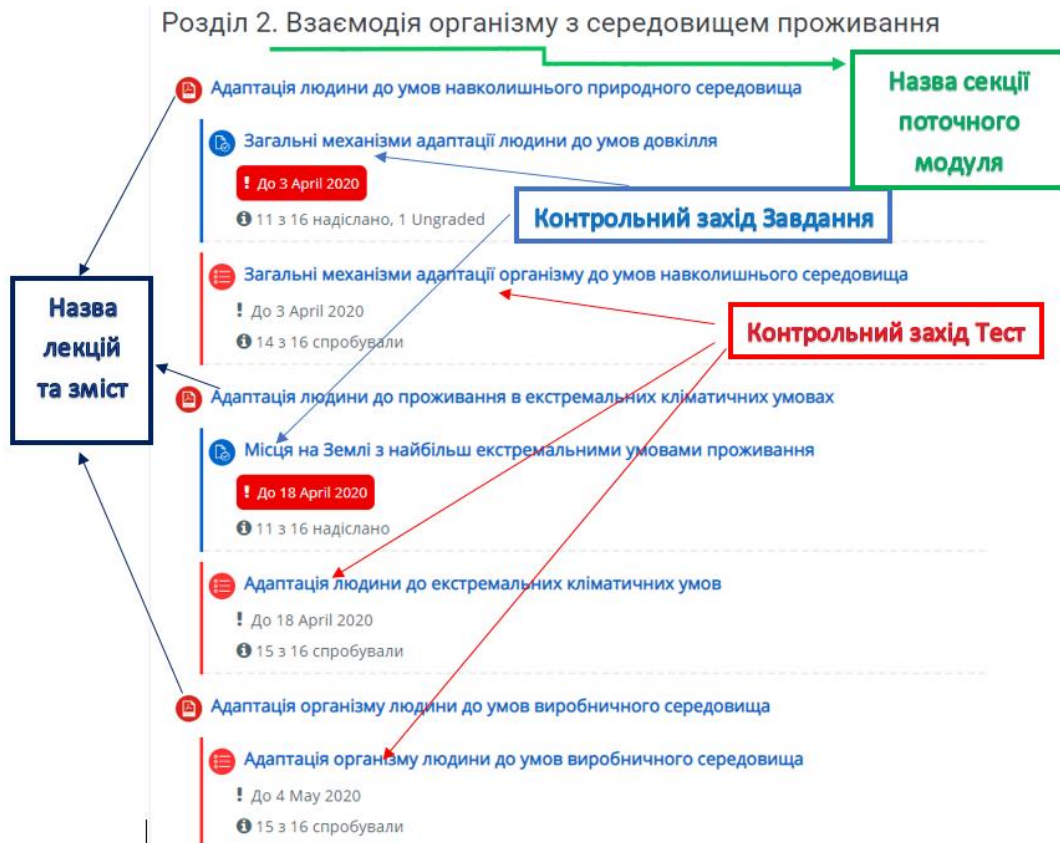 Розділ 2. Взаємодія організму з середовищем проживання
Назва секції
поточного
модуля
Адаптація людини до умов навколишнього природного середовища
Загальні механізми адаптації людини до умов довкілля
! До 3 April 2020
11 з 16 надіслано, 1 Ungraded
Контрольний захід Завдання
Загальні механізми адаптації організму до умов навколишнього середовища
! До 3 April 2020
14 з 16 спробували
Контрольний захід Тест
Назва
лекцій
та зміст
Адаптація людини до проживання в екстремальних кліматичних умовах
Місця на Землі з найбільш екстремальними умовами проживання
! До 18 April 2020
11 з 16 надіслано
Адаптація людини до екстремальних кліматичних умов
! До 18 April 2020
15 з 16 спробували
Адаптація організму людини до умов виробничого середовища
Адаптація організму людини до умов виробничого середовища
! До 4 May 2020
15 з 16 спробували